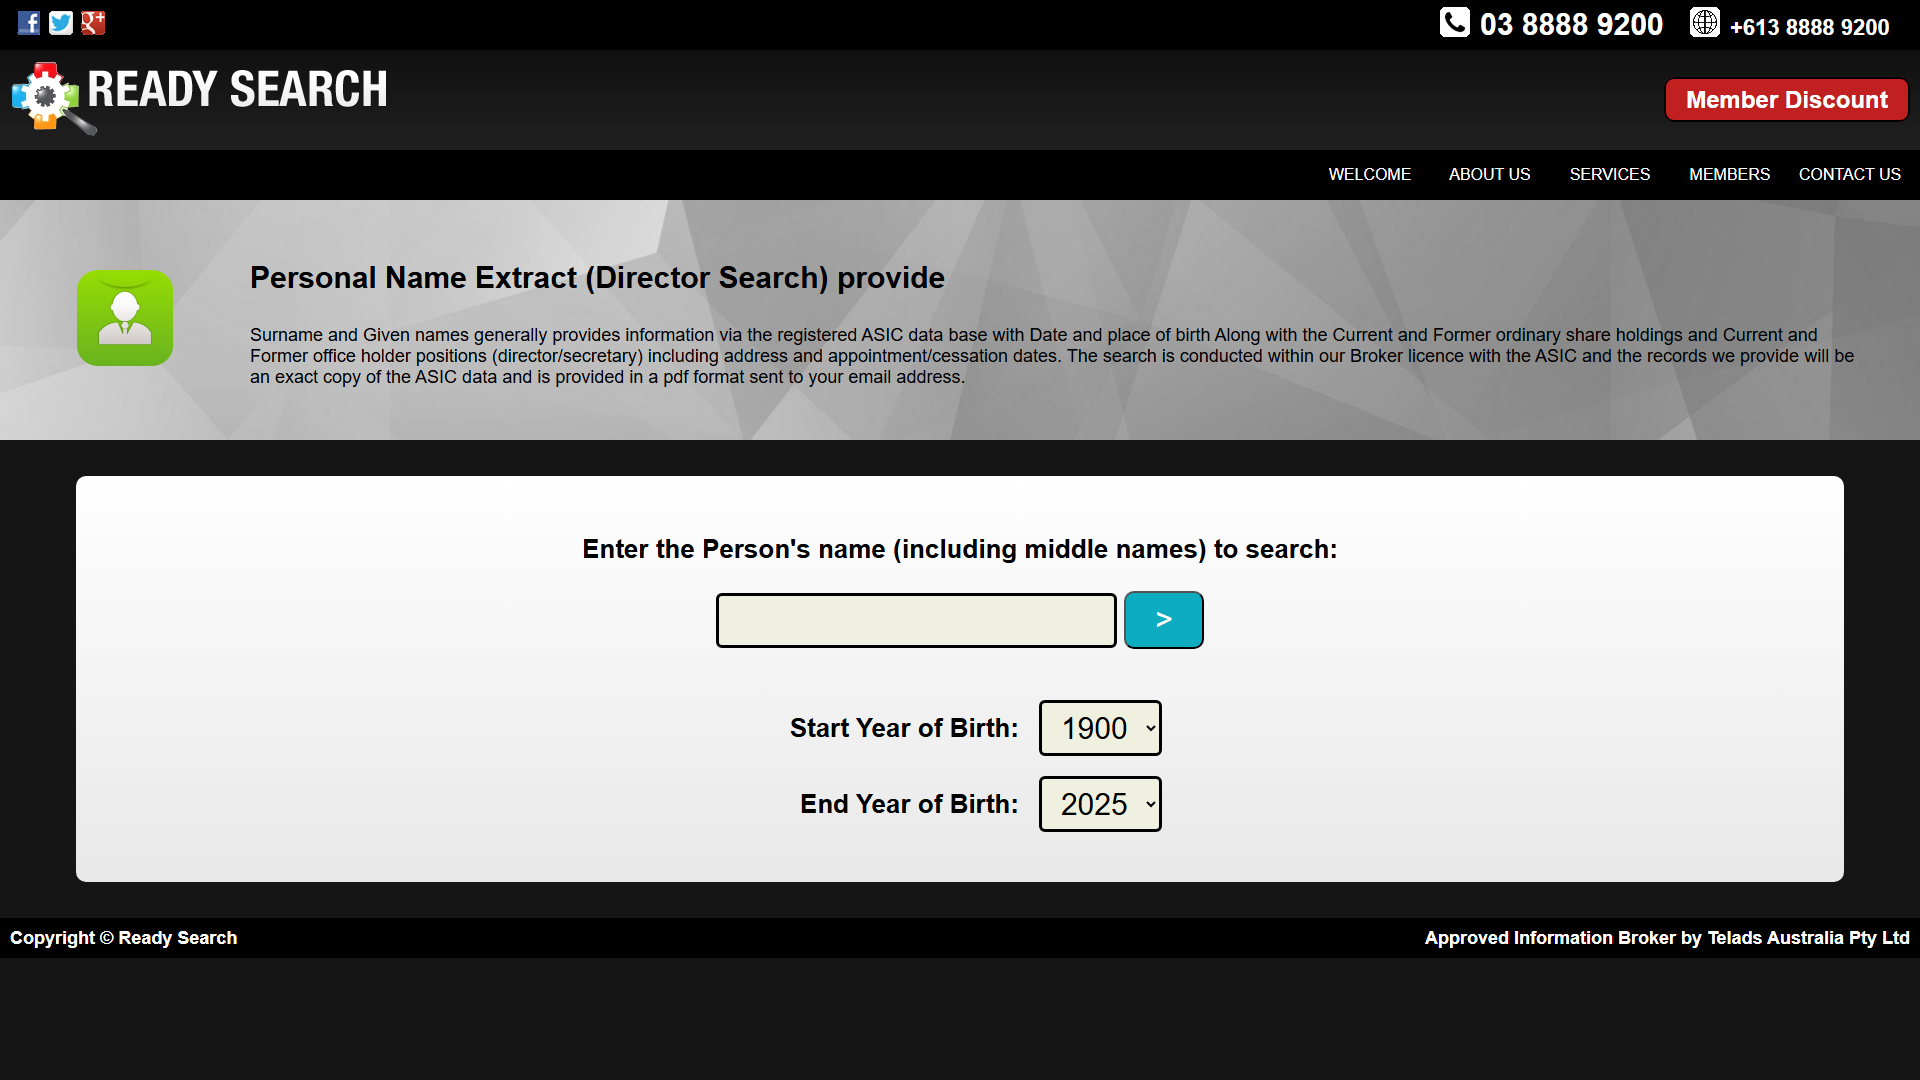 03 8888 9200
+613 8888 9200
READY SEARCH
Member Discount
WELCOME
ABOUT US
SERVICES
MEMBERS
CONTACT US
Personal Name Extract (Director Search) provide
Surname and Given names generally provides information via the registered ASIC data base with Date and place of birth Along with the Current and Former ordinary share holdings and Current and
Former office holder positions (director/secretary) including address and appointment/cessation dates. The search is conducted within our Broker licence with the ASIC and the records we provide will be
an exact copy of the ASIC data and is provided in a pdf format sent to your email address.
Enter the Person's name (including middle names) to search:
>
Start Year of Birth:
1900
End Year of Birth:
2025
Copyright © Ready Search
Approved Information Broker by Telads Australia Pty Ltd